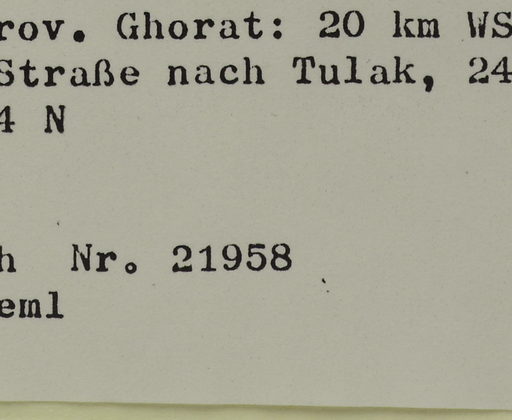 rov. Ghorat: 20 km WS
Straße nach Tulak, 24
4 N
h Nr. 21958
eml